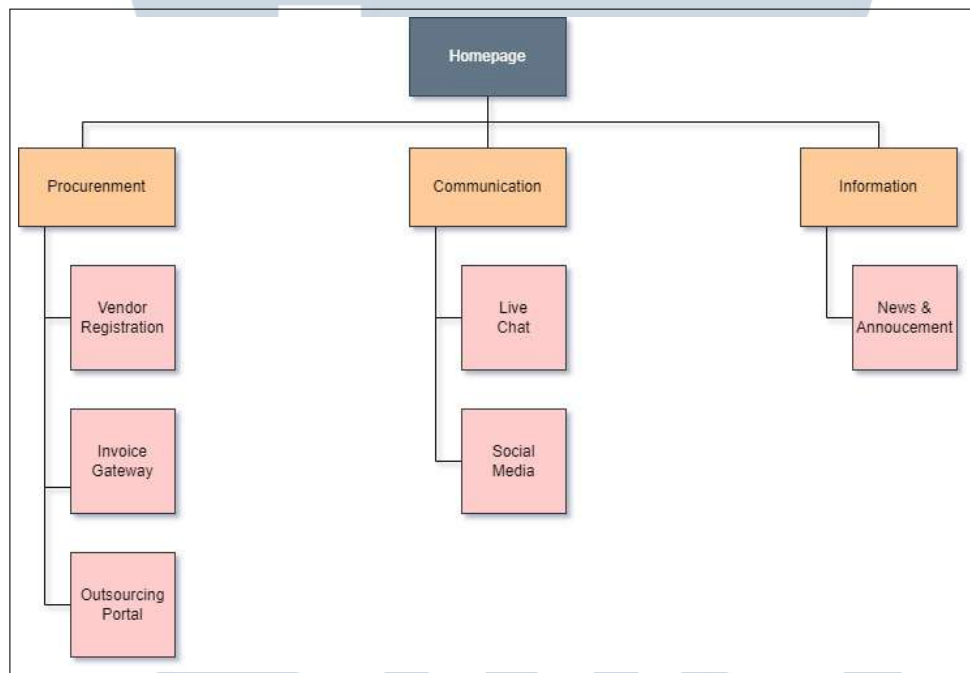 Homepage
Procurenment
Communication
Information
Vendor
Registration
Live
Chat
News &
Annoucement
Invoice
Gateway
Social
Media
Outsourcing
Portal